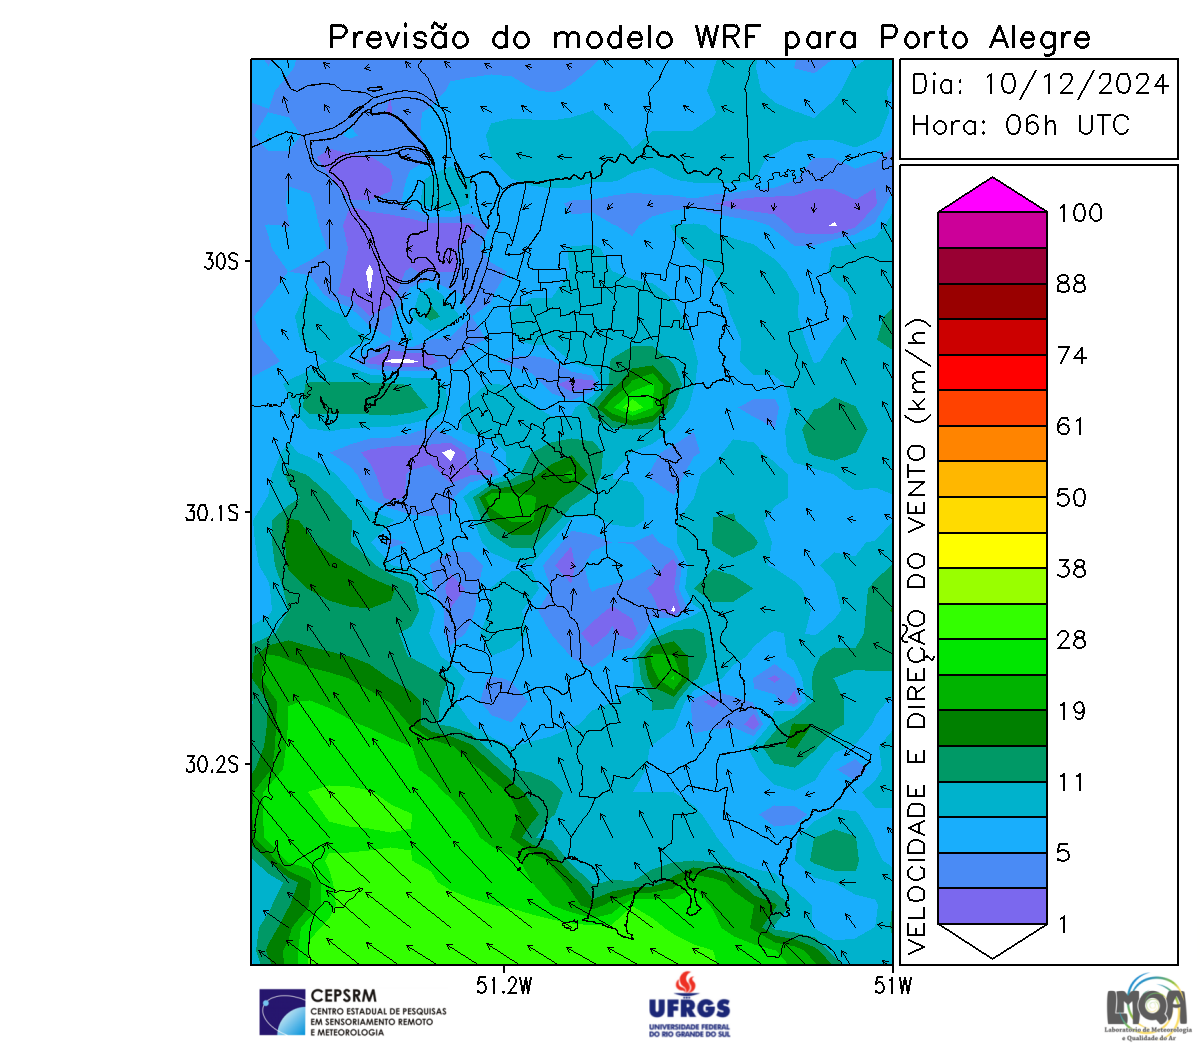 Previsão do modelo WRF para Porto Alegre
Dia: 10/12/2024
Hora: 06h UTC
30S
30.1S
30.2S
51.2W
51W
VELOCIDADE E DIREÇÃO DO VENTO (km/h)
100
88
74
61
50
38
28
19
11
5
1
CEPSRM
CENTRO ESTADUAL DE PESQUISAS
EM SENSORIAMENTO REMOTO
E METEOROLOGIA
UFRGS
UNIVERSIDADE FEDERAL
DO RIO GRANDE DO SUL
LMQA
Laboratório de Meteorologia
e Qualidade do Ar